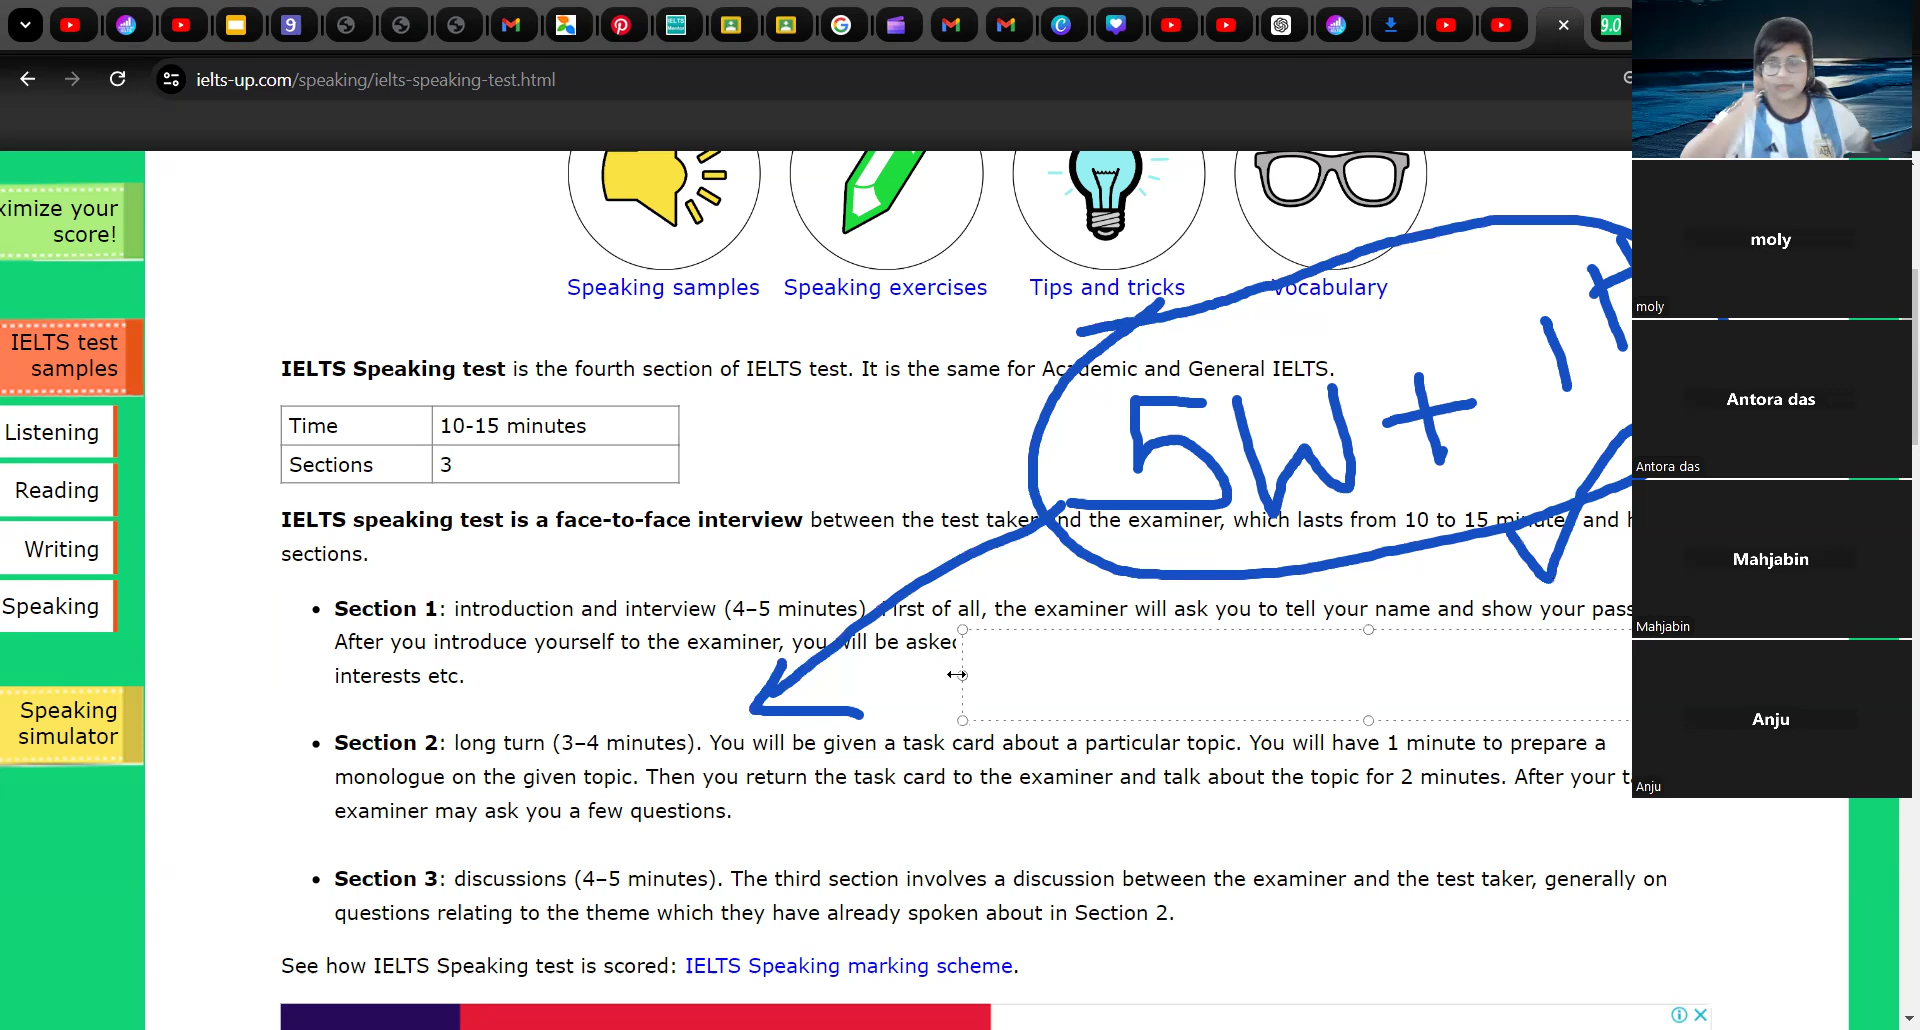 9
IELTS
9.0
ielts-up.com/speaking/ielts-speaking-test.html
ximize your
score!
IELTS test
samples
Listening
Reading
Writing
Speaking
Speaking
simulator
Speaking samples
Speaking exercises
Tips and tricks
Vocabulary
IELTS Speaking test is the fourth section of IELTS test. It is the same for Academic and General IELTS.
Time 10-15 minutes
Sections 3
5W + 1H
IELTS speaking test is a face-to-face interview between the test taker and the examiner, which lasts from 10 to 15 minutes and h
sections.
• Section 1: introduction and interview (4–5 minutes). First of all, the examiner will ask you to tell your name and show your pass
After you introduce yourself to the examiner, you will be asked
interests etc.
• Section 2: long turn (3–4 minutes). You will be given a task card about a particular topic. You will have 1 minute to prepare a
monologue on the given topic. Then you return the task card to the examiner and talk about the topic for 2 minutes. After your ta
examiner may ask you a few questions.
• Section 3: discussions (4–5 minutes). The third section involves a discussion between the examiner and the test taker, generally on
questions relating to the theme which they have already spoken about in Section 2.
See how IELTS Speaking test is scored: IELTS Speaking marking scheme.
moly
moly
Antora das
Antora das
Mahjabin
Mahjabin
Anju
Anju